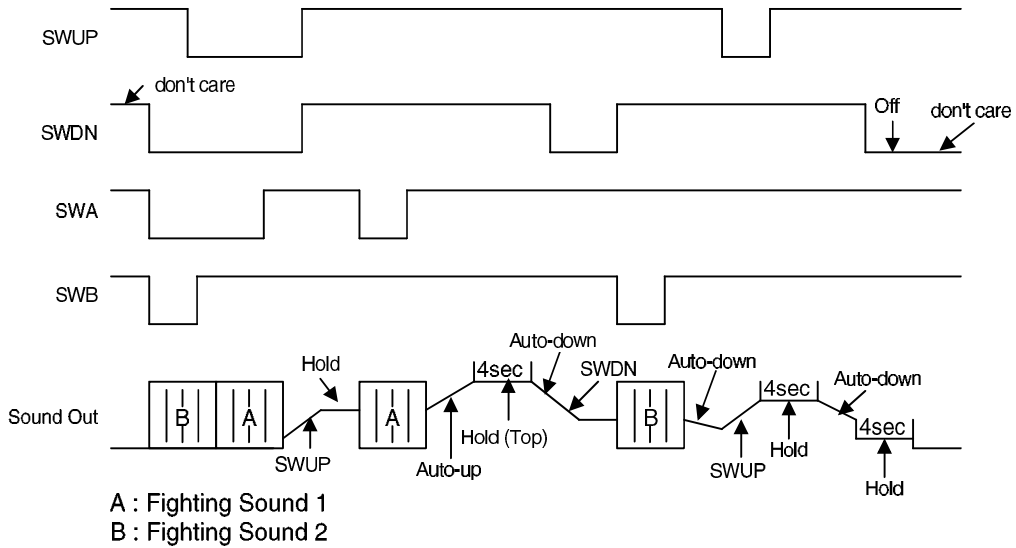 SWUP
don't care
SWDN
Off
don't care
SWA
SWB
Sound Out
B
A
Hold
SWUP
A
Auto-up
4sec
Hold (Top)
Auto-down
SWDN
B
Auto-down
SWUP
4sec
Hold
Auto-down
4sec
Hold
A : Fighting Sound 1
B : Fighting Sound 2